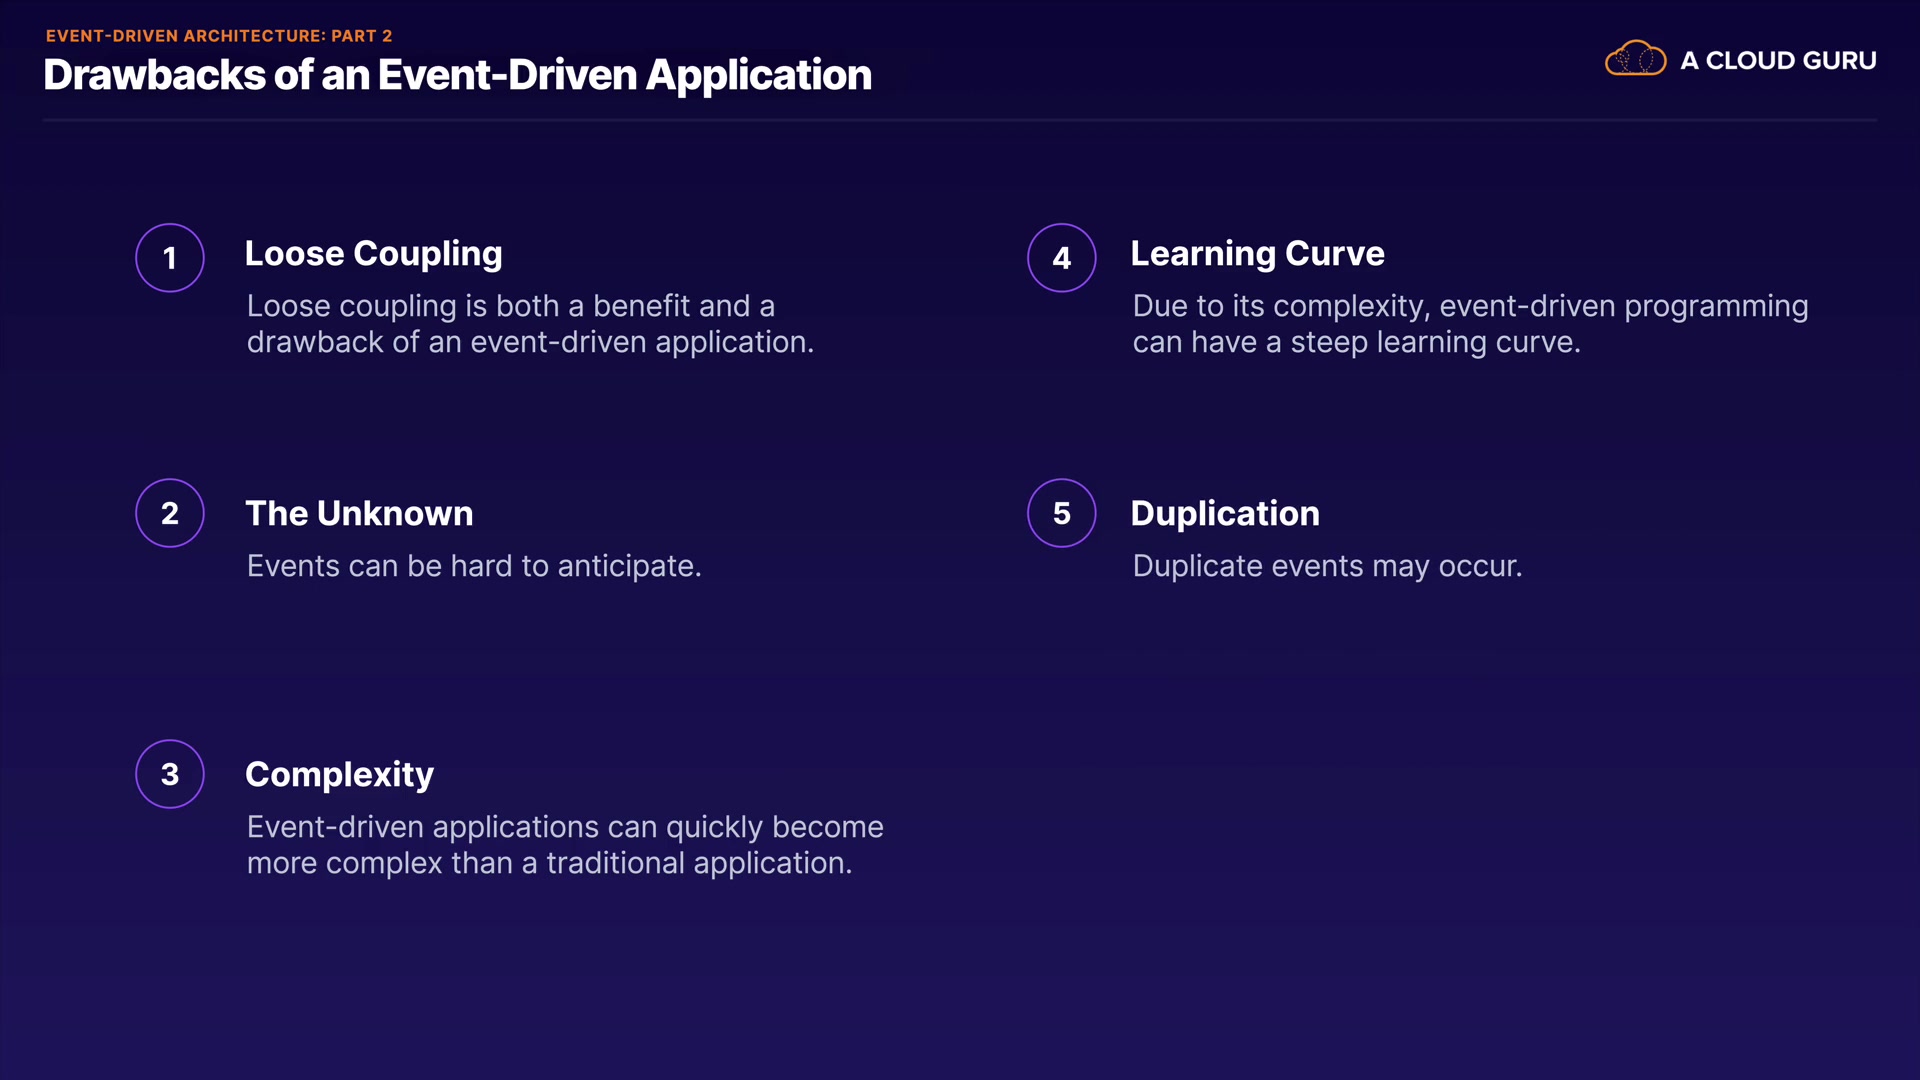 EVENT-DRIVEN ARCHITECTURE: PART 2
Drawbacks of an Event-Driven Application
A CLOUD GURU
1
Loose Coupling
Loose coupling is both a benefit and a
drawback of an event-driven application.
2
The Unknown
Events can be hard to anticipate.
3
Complexity
Event-driven applications can quickly become
more complex than a traditional application.
4
Learning Curve
Due to its complexity, event-driven programming
can have a steep learning curve.
5
Duplication
Duplicate events may occur.